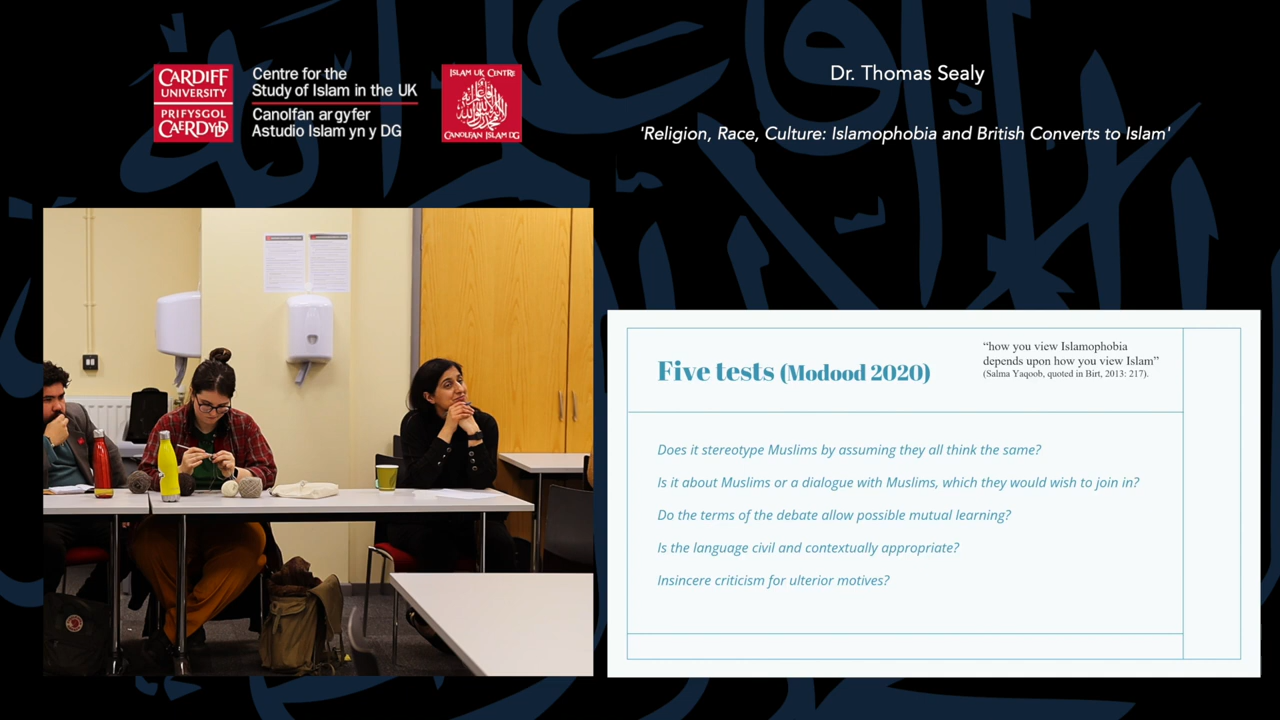 CARDIFF
UNIVERSITY
PRIFYSGOL
CAERDYDD
Centre for the
Study of Islam in the UK
Canolfan ar gyfer
Astudio Islam yn y DG
ISLAM UK CENTRE
CANOLFAN ISLAM DG
Dr. Thomas Sealy
'Religion, Race, Culture: Islamophobia and British Converts to Islam'
Five tests (Modood 2020)
“how you view Islamophobia
depends upon how you view Islam”
(Salma Yaqoob, quoted in Birt, 2013: 217).
Does it stereotype Muslims by assuming they all think the same?
Is it about Muslims or a dialogue with Muslims, which they would wish to join in?
Do the terms of the debate allow possible mutual learning?
Is the language civil and contextually appropriate?
Insincere criticism for ulterior motives?